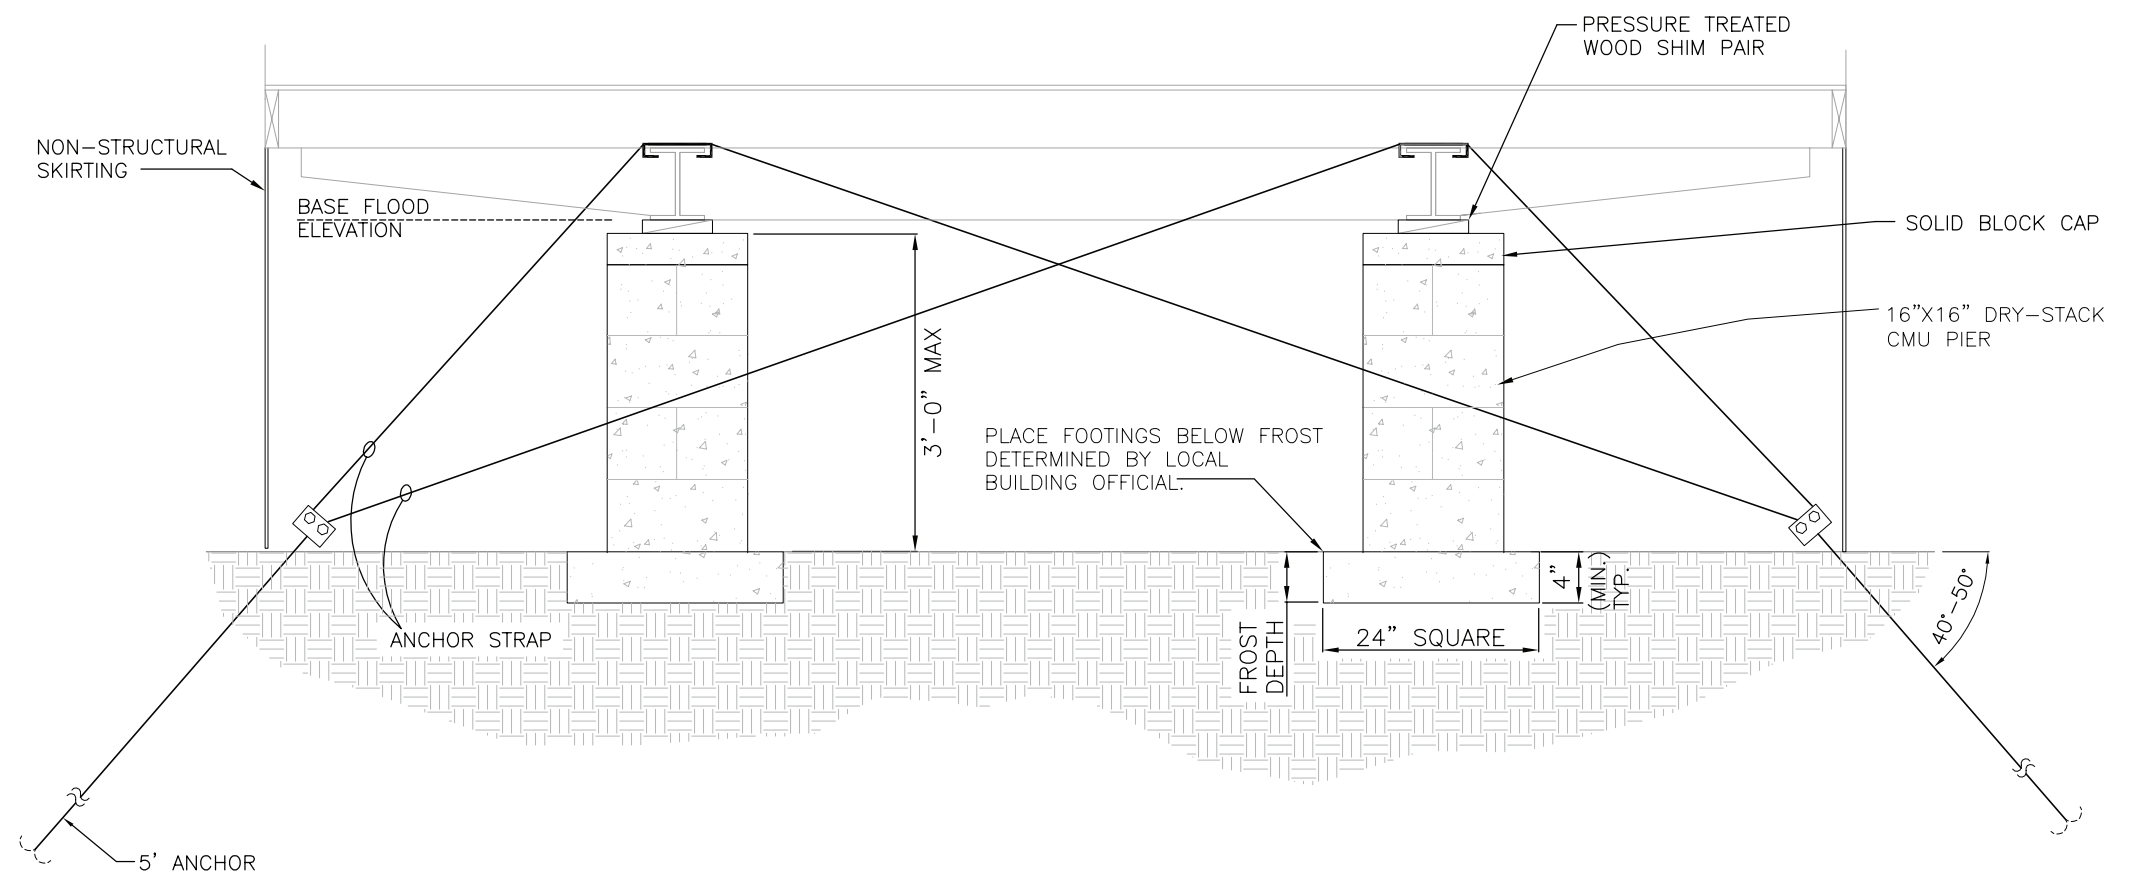 PRESSURE TREATED
WOOD SHIM PAIR
NON-STRUCTURAL
SKIRTING
BASE FLOOD
ELEVATION
SOLID BLOCK CAP
16"X16" DRY-STACK
CMU PIER
3'-0" MAX
PLACE FOOTINGS BELOW FROST
DETERMINED BY LOCAL
BUILDING OFFICIAL.
4"
(MIN.)
TYP.
40°-50°
ANCHOR STRAP
FROST
DEPTH
24" SQUARE
5' ANCHOR